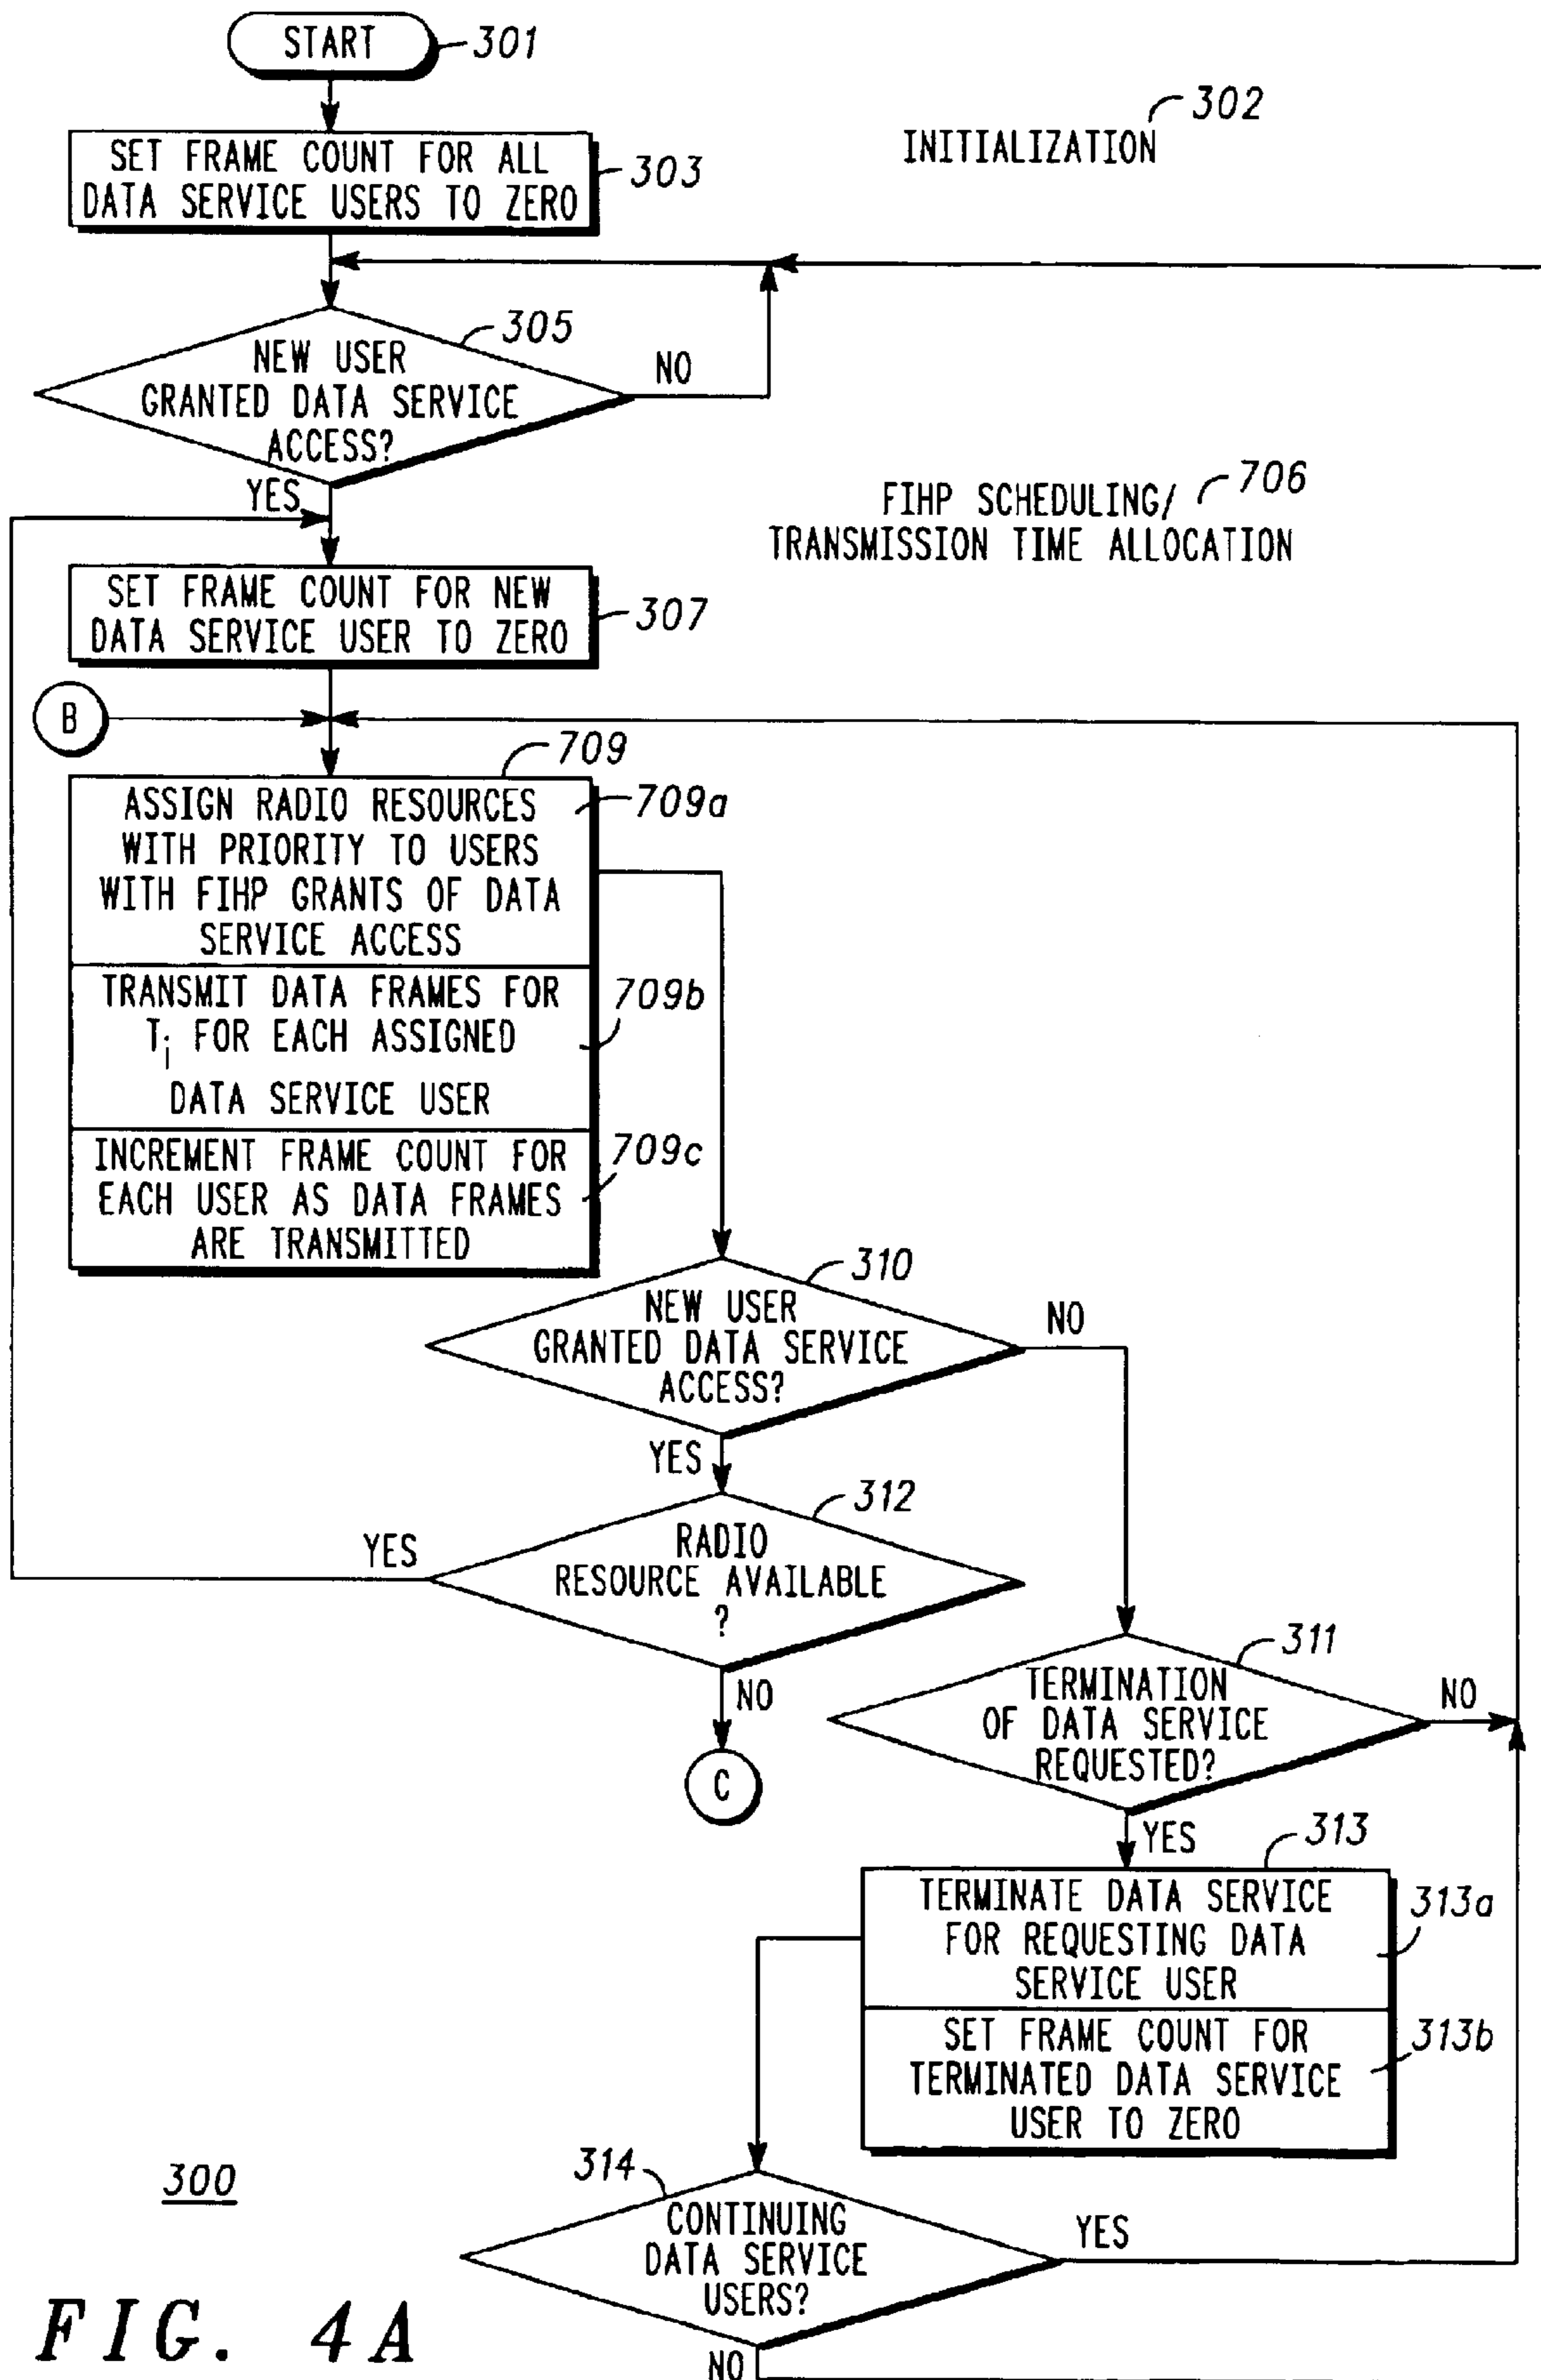 START
301
302
INITIALIZATION
SET FRAME COUNT FOR ALL
DATA SERVICE USERS TO ZERO
303
305
NEW USER
GRANTED DATA SERVICE
ACCESS?
NO
YES
FIHP SCHEDULING/
TRANSMISSION TIME ALLOCATION
706
SET FRAME COUNT FOR NEW
DATA SERVICE USER TO ZERO
307
B
709
ASSIGN RADIO RESOURCES
WITH PRIORITY TO USERS
WITH FIHP GRANTS OF DATA
SERVICE ACCESS
709a
TRANSMIT DATA FRAMES FOR
Ti FOR EACH ASSIGNED
DATA SERVICE USER
709b
INCREMENT FRAME COUNT FOR
EACH USER AS DATA FRAMES
ARE TRANSMITTED
709c
310
NEW USER
GRANTED DATA SERVICE
ACCESS?
NO
YES
312
RADIO
RESOURCE AVAILABLE
?
YES
NO
C
311
TERMINATION
OF DATA SERVICE
REQUESTED?
NO
YES
313
TERMINATE DATA SERVICE
FOR REQUESTING DATA
SERVICE USER
313a
SET FRAME COUNT FOR
TERMINATED DATA SERVICE
USER TO ZERO
313b
314
CONTINUING
DATA SERVICE
USERS?
YES
NO
300
FIG. 4A